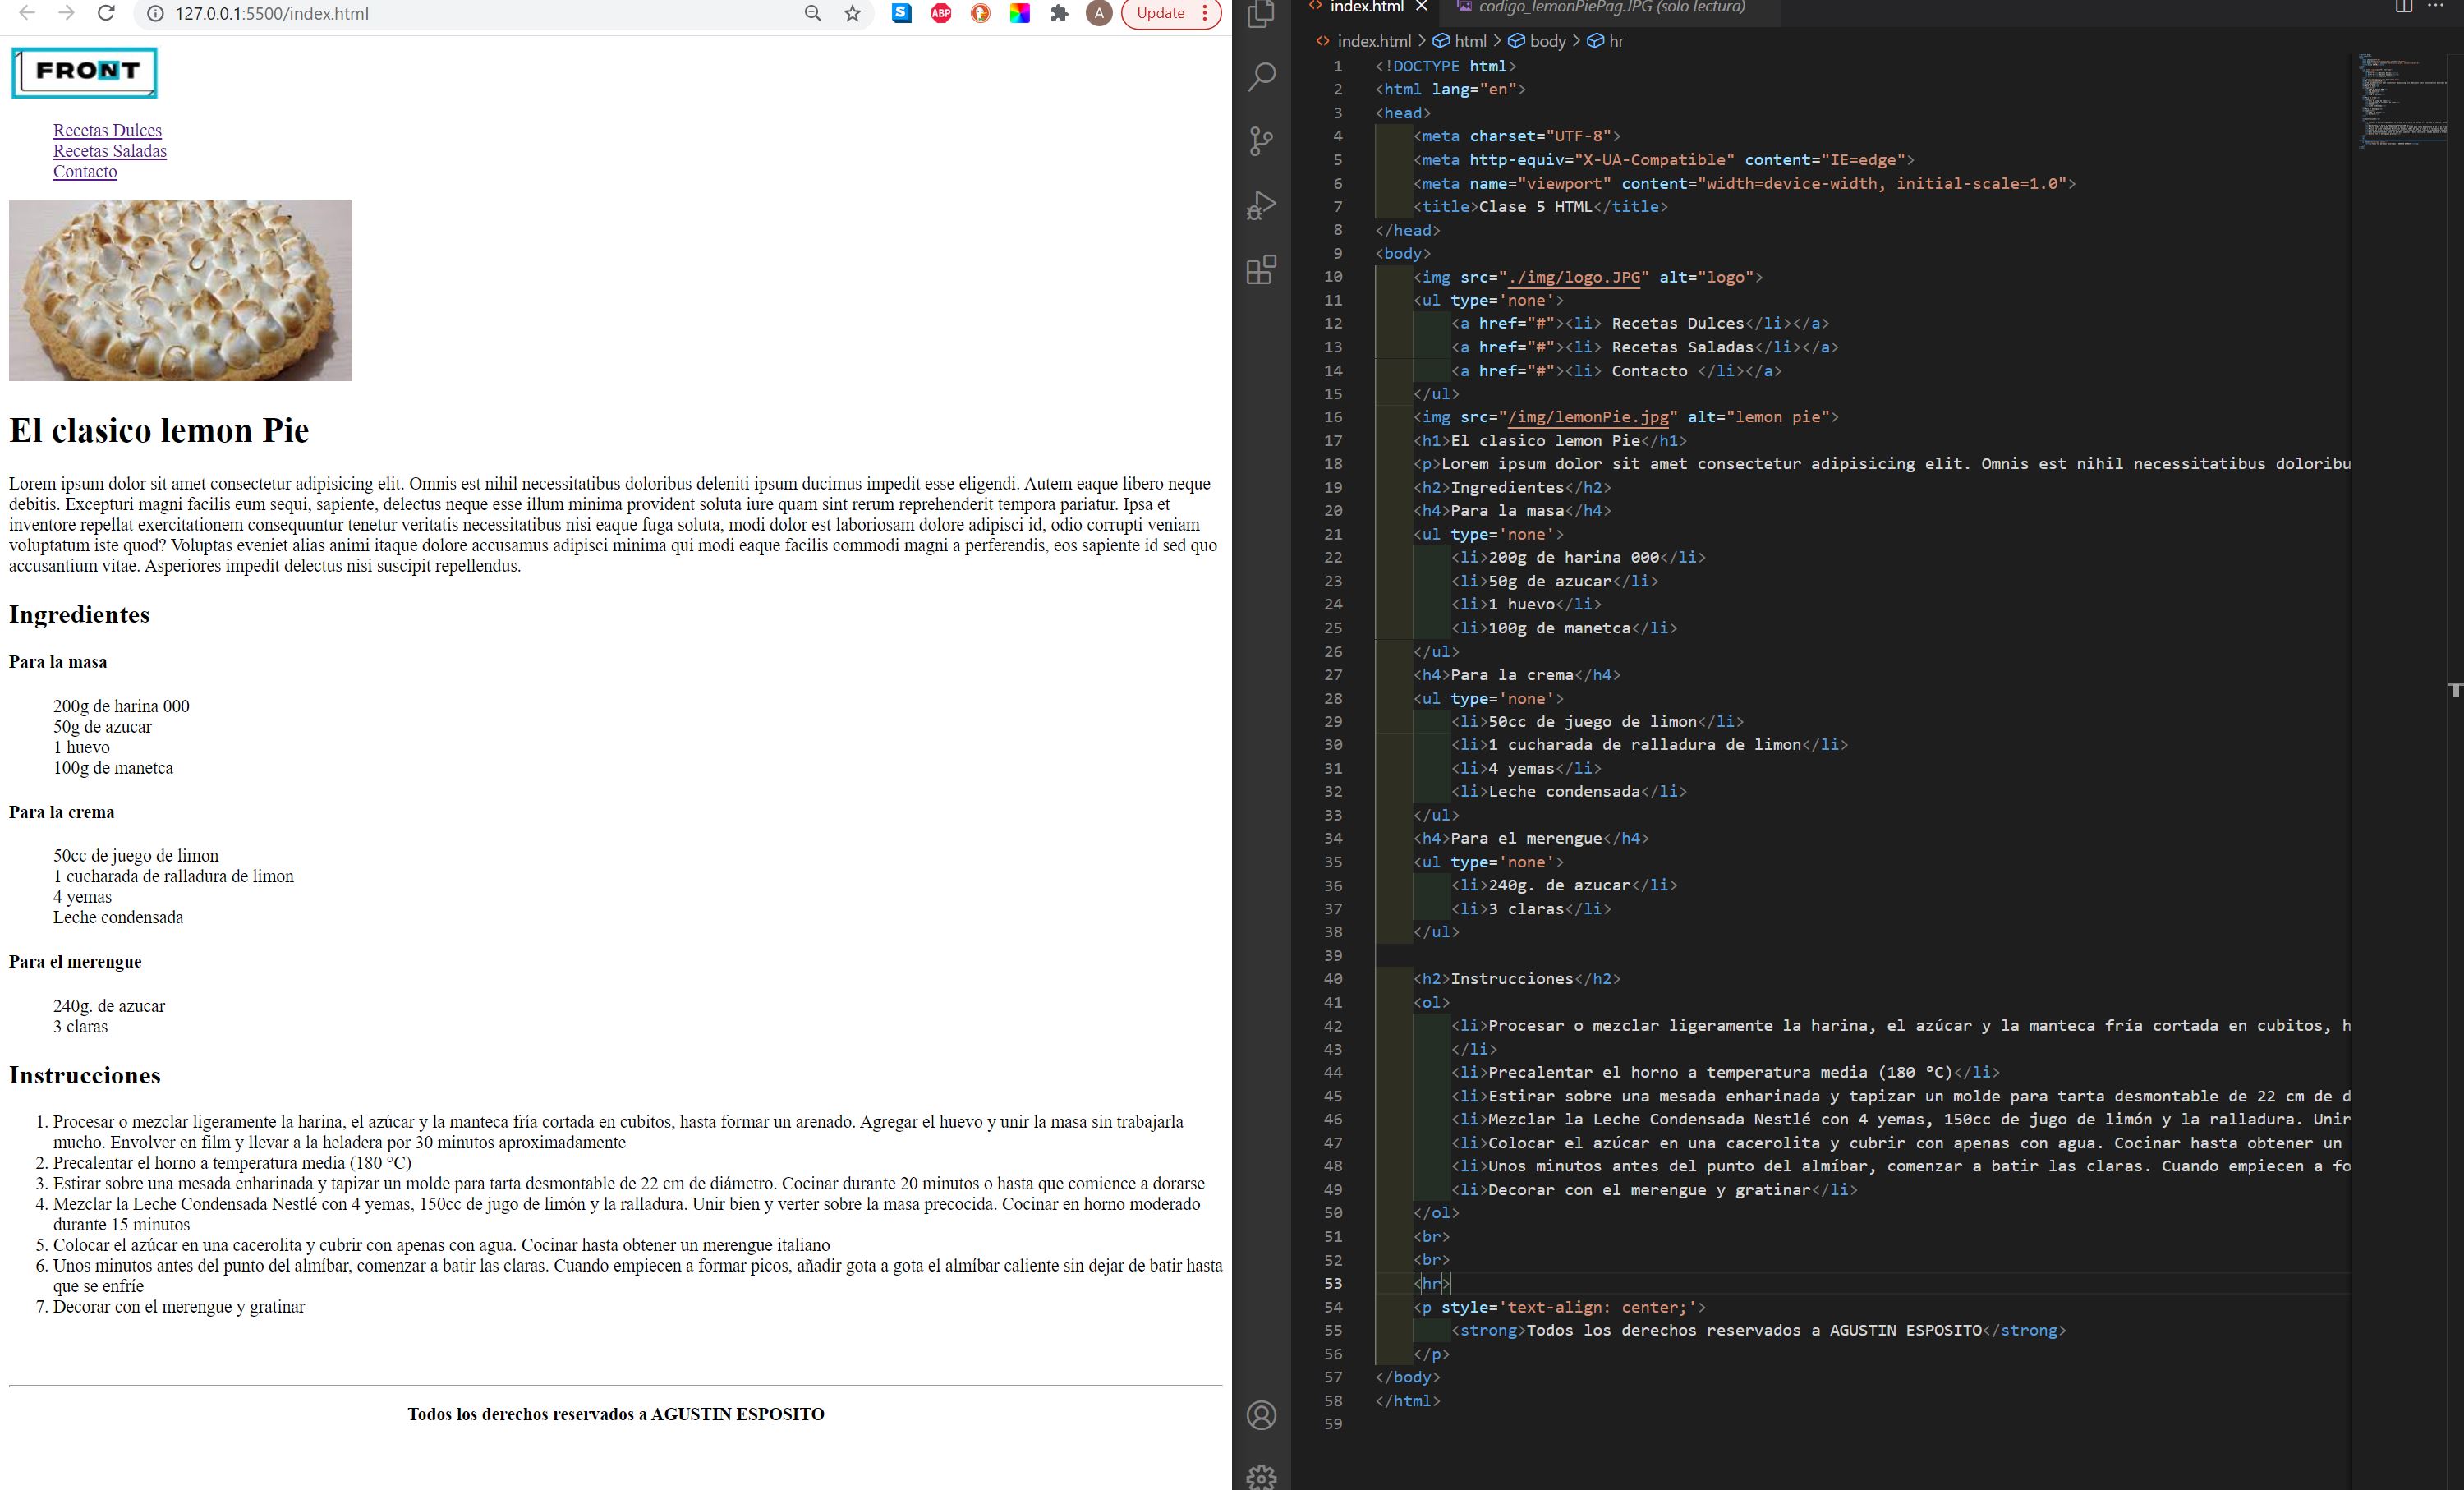 127.0.0.1:5500/index.html
S
ABP
A
Update
FRONT
Recetas Dulces
Recetas Saladas
Contacto
El clasico lemon Pie
Lorem ipsum dolor sit amet consectetur adipisicing elit. Omnis est nihil necessitatibus doloribus deleniti ipsum ducimus impedit esse eligendi. Autem eaque libero neque
debitis. Excepturi magni facilis eum sequi, sapiente, delectus neque esse illum minima provident soluta iure quam sint rerum reprehenderit tempora pariatur. Ipsa et
inventore repellat exercitationem consequuntur tenetur veritatis necessitatibus nisi eaque fuga soluta, modi dolor est laboriosam dolore adipisci id, odio corrupti veniam
voluptatum iste quod? Voluptas eveniet alias animi itaque dolore accusamus adipisci minima qui modi eaque facilis commodi magni a perferendis, eos sapiente id sed quo
accusantium vitae. Asperiores impedit delectus nisi suscipit repellendus.
Ingredientes
Para la masa
200g de harina 000
50g de azucar
1 huevo
100g de manetca
Para la crema
50cc de juego de limon
1 cucharada de ralladura de limon
4 yemas
Leche condensada
Para el merengue
240g. de azucar
3 claras
Instrucciones
1. Procesar o mezclar ligeramente la harina, el azúcar y la manteca fría cortada en cubitos, hasta formar un arenado. Agregar el huevo y unir la masa sin trabajarla
mucho. Envolver en film y llevar a la heladera por 30 minutos aproximadamente
2. Precalentar el horno a temperatura media (180 °C)
3. Estirar sobre una mesada enharinada y tapizar un molde para tarta desmontable de 22 cm de diámetro. Cocinar durante 20 minutos o hasta que comience a dorarse
4. Mezclar la Leche Condensada Nestlé con 4 yemas, 150cc de jugo de limón y la ralladura. Unir bien y verter sobre la masa precocida. Cocinar en horno moderado
durante 15 minutos
5. Colocar el azúcar en una cacerolita y cubrir con apenas con agua. Cocinar hasta obtener un merengue italiano
6. Unos minutos antes del punto del almíbar, comenzar a batir las claras. Cuando empiecen a formar picos, añadir gota a gota el almíbar caliente sin dejar de batir hasta
que se enfríe
7. Decorar con el merengue y gratinar
Todos los derechos reservados a AGUSTIN ESPOSITO
index.html
codigo_lemonPiePag.JPG (solo lectura)
index.html > html > body > hr
1 <!DOCTYPE html>
2 <html lang="en">
3 <head>
4 <meta charset="UTF-8">
5 <meta http-equiv="X-UA-Compatible" content="IE=edge">
6 <meta name="viewport" content="width=device-width, initial-scale=1.0">
7 <title>Clase 5 HTML</title>
8 </head>
9 <body>
10 <img src="./img/logo.JPG" alt="logo">
11 <ul type='none'>
12 <a href="#"><li> Recetas Dulces</li></a>
13 <a href="#"><li> Recetas Saladas</li></a>
14 <a href="#"><li> Contacto </li></a>
15 </ul>
16 <img src="/img/lemonPie.jpg" alt="lemon pie">
17 <h1>El clasico lemon Pie</h1>
18 <p>Lorem ipsum dolor sit amet consectetur adipisicing elit. Omnis est nihil necessitatibus doloribu
19 <h2>Ingredientes</h2>
20 <h4>Para la masa</h4>
21 <ul type='none'>
22 <li>200g de harina 000</li>
23 <li>50g de azucar</li>
24 <li>1 huevo</li>
25 <li>100g de manetca</li>
26 </ul>
27 <h4>Para la crema</h4>
28 <ul type='none'>
29 <li>50cc de juego de limon</li>
30 <li>1 cucharada de ralladura de limon</li>
31 <li>4 yemas</li>
32 <li>Leche condensada</li>
33 </ul>
34 <h4>Para el merengue</h4>
35 <ul type='none'>
36 <li>240g. de azucar</li>
37 <li>3 claras</li>
38 </ul>
39
40 <h2>Instrucciones</h2>
41 <ol>
42 <li>Procesar o mezclar ligeramente la harina, el azúcar y la manteca fría cortada en cubitos, h
43 </li>
44 <li>Precalentar el horno a temperatura media (180 °C)</li>
45 <li>Estirar sobre una mesada enharinada y tapizar un molde para tarta desmontable de 22 cm de d
46 <li>Mezclar la Leche Condensada Nestlé con 4 yemas, 150cc de jugo de limón y la ralladura. Unir
47 <li>Colocar el azúcar en una cacerolita y cubrir con apenas con agua. Cocinar hasta obtener un
48 <li>Unos minutos antes del punto del almíbar, comenzar a batir las claras. Cuando empiecen a fo
49 <li>Decorar con el merengue y gratinar</li>
50 </ol>
51 <br>
52 <br>
53 <hr>
54 <p style='text-align: center;'>
55 <strong>Todos los derechos reservados a AGUSTIN ESPOSITO</strong>
56 </p>
57 </body>
58 </html>
59